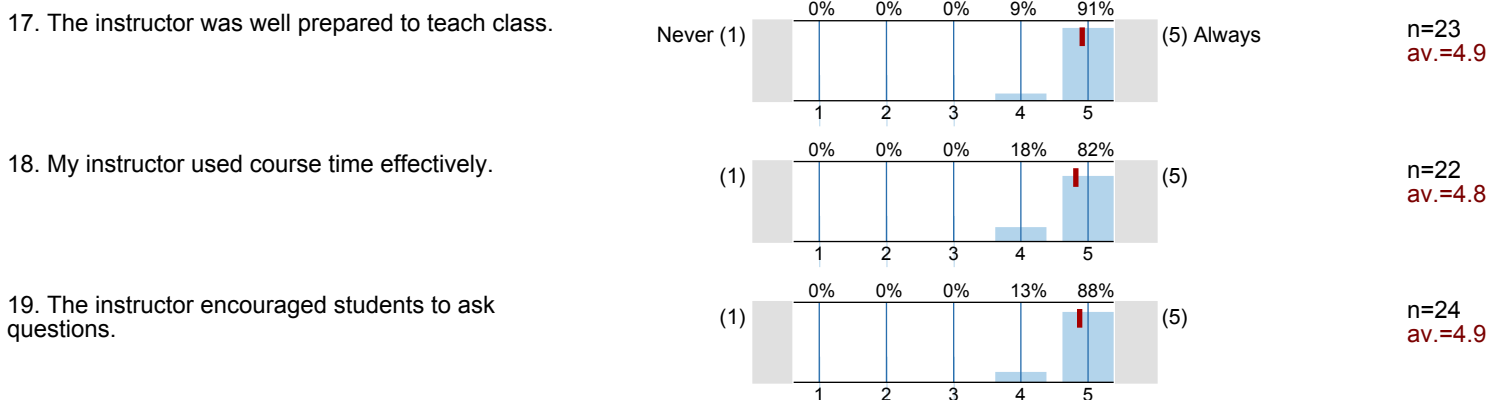 0% 0% 0% 9% 91%
17. The instructor was well prepared to teach class.
Never (1) (5) Always
n=23
av.=4.9
1 2 3 4 5
0% 0% 0% 18% 82%
18. My instructor used course time effectively.
(1) (5)
n=22
av.=4.8
1 2 3 4 5
0% 0% 0% 13% 88%
19. The instructor encouraged students to ask
questions.
(1) (5)
n=24
av.=4.9
1 2 3 4 5